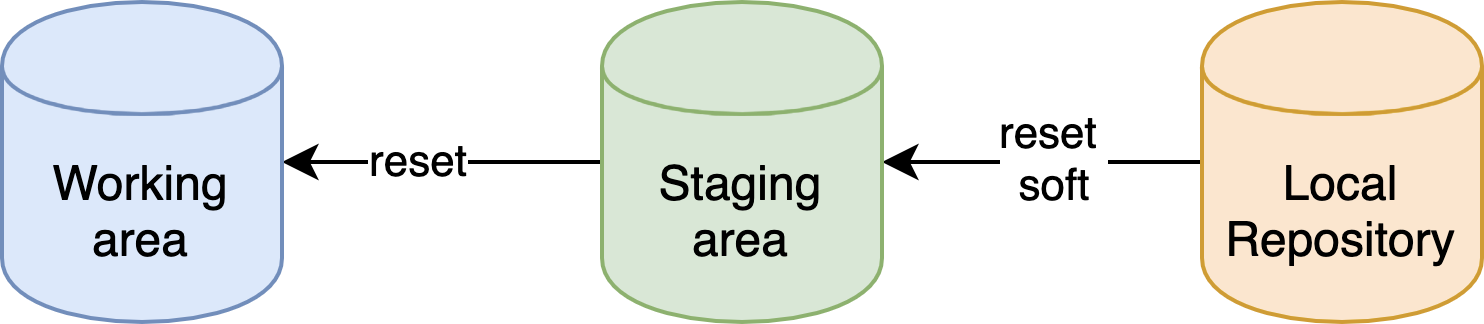 Working
area
reset
Staging
area
reset
soft
Local
Repository